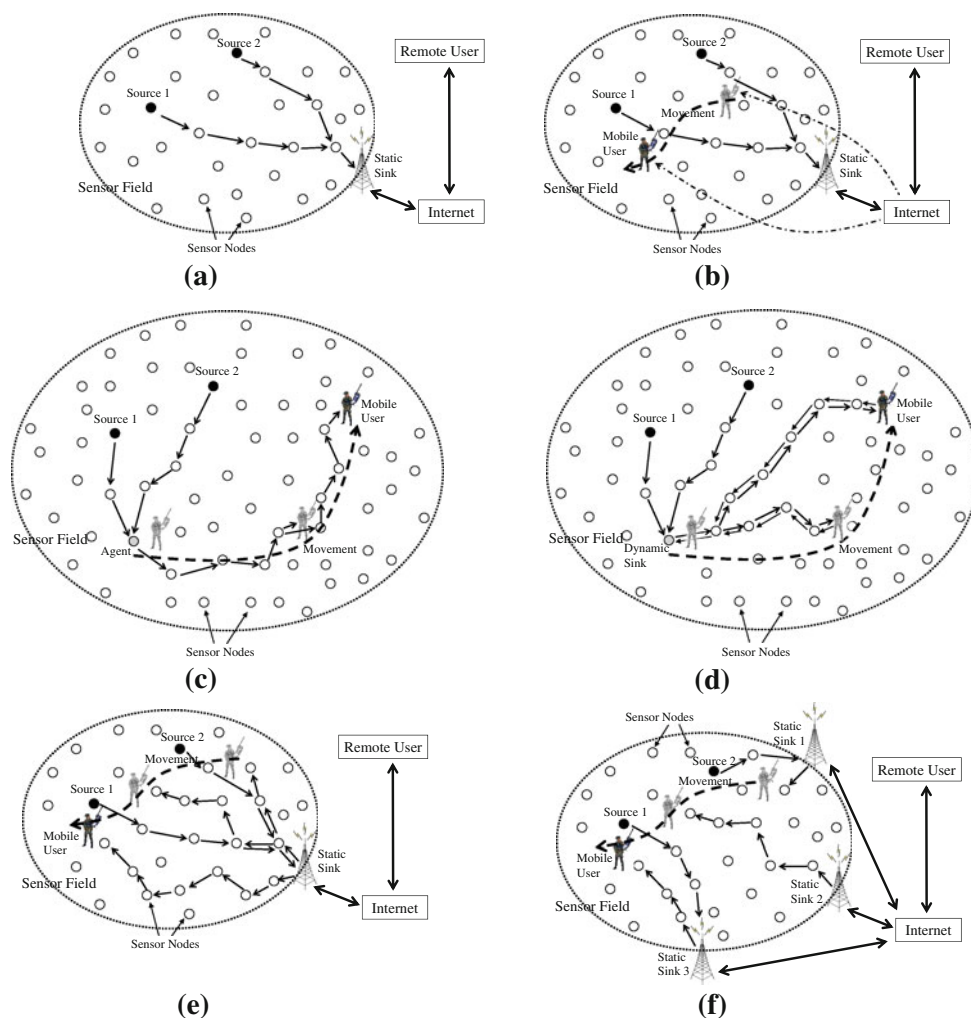 Source 2
Remote User
Source 1
Static
Sink
Sensor Field
Internet
Sensor Nodes
(a)
Source 2
Remote User
Source 1
Movement
Mobile
User
Static
Sink
Sensor Field
Internet
Sensor Nodes
(b)
Source 2
Mobile
User
Source 1
Sensor Field
Agent
Movement
Sensor Nodes
(c)
Source 2
Mobile
User
Source 1
Sensor Field
Dynamic
Sink
Movement
Sensor Nodes
(d)
Source 2
Movement
Remote User
Source 1
Mobile
User
Static
Sink
Sensor Field
Internet
Sensor Nodes
(e)
Sensor Nodes
Static
Sink 1
Source 2
Movement
Remote User
Source 1
Mobile
User
Static
Sink 2
Sensor Field
Internet
Static
Sink 3
(f)